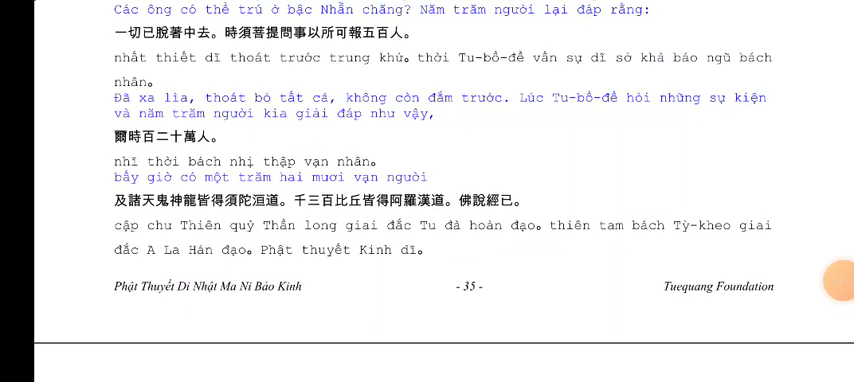 Các ông có thể trú ở bậc Nhẫn chăng? Năm trăm người lại đáp rằng:
一切已脫著中去。時須菩提問事以所可報五百人。
nhất thiết dĩ thoát trước trung khứ。thời Tu-bồ-đề vấn sự dĩ sở khả báo ngũ bách
nhân。
Đã xa lìa, thoát bỏ tất cả, không còn đắm trước. Lúc Tu-bồ-đề hỏi những sự kiện
và năm trăm người kia giải đáp như vậy,
爾時百二十萬人。
nhĩ thời bách nhị thập vạn nhân。
bấy giờ có một trăm hai mươi vạn người
及諸天鬼神龍皆得須陀洹道。千三百比丘皆得阿羅漢道。佛說經已。
cập chư Thiên quỷ Thần long giai đắc Tu đà hoàn đạo。thiên tam bách Tỳ-kheo giai
đắc A La Hán đạo。Phật thuyết Kinh dĩ。
Phật Thuyết Di Nhật Ma Ni Bảo Kinh - 35 - Tuequang Foundation